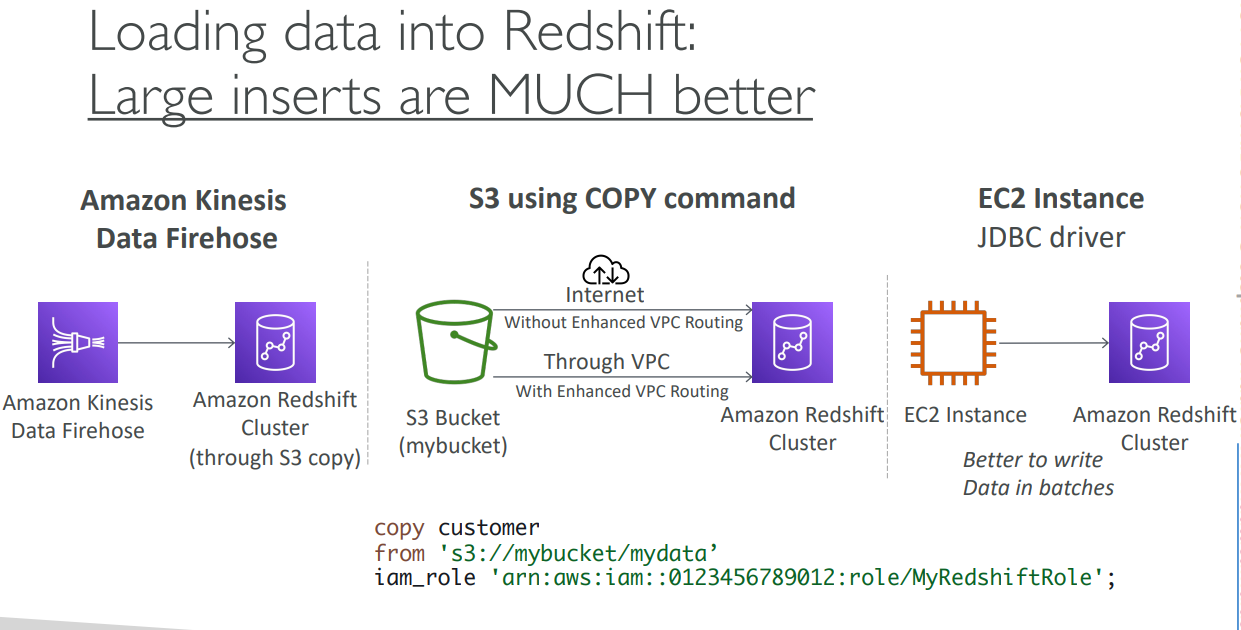 Loading data into Redshift:
Large inserts are MUCH better
Amazon Kinesis
Data Firehose
Amazon Kinesis
Data Firehose
Amazon Redshift
Cluster
(through S3 copy)
S3 using COPY command
Internet
Without Enhanced VPC Routing
Through VPC
With Enhanced VPC Routing
S3 Bucket
(mybucket)
Amazon Redshift
Cluster
EC2 Instance
JDBC driver
EC2 Instance
Amazon Redshift
Cluster
Better to write
Data in batches
copy customer
from 's3://mybucket/mydata’
iam_role 'arn:aws:iam::0123456789012:role/MyRedshiftRole';